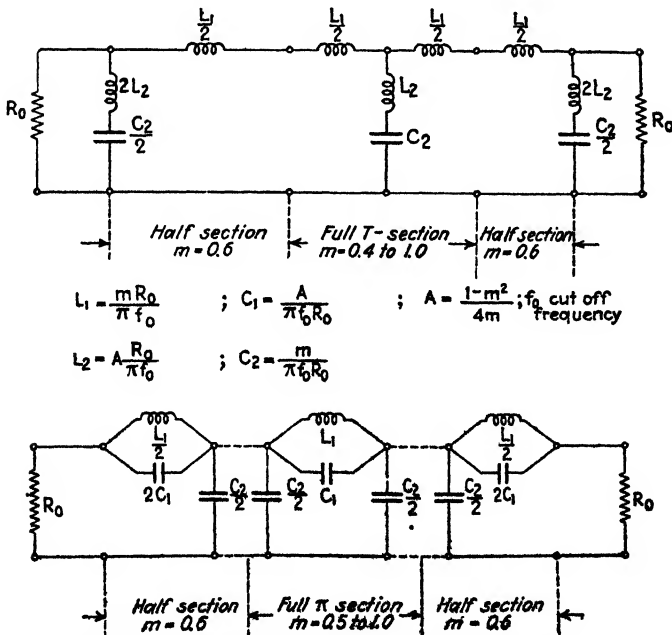 L₁/2 L₁/2 L₁/2 L₁/2
R₀ 2L₂ C₂/2 L₂ C₂ 2L₂ C₂/2 R₀
Half section Full T-section Half section
m=0.6 m=0.4 to 1.0 m=0.6
L₁ = mR₀/πf₀ ; C₁ = A/πf₀R₀ ; A = 1-m²/4m ; f₀ cut off
frequency
L₂ = A R₀/πf₀ ; C₂ = m/πf₀R₀
L₁/2 L₁ L₁/2
R₀ 2C₁ C₂/2 C₂/2 C₁ C₂/2 C₂/2 2C₁ R₀
Half section Full π section Half section
m=0.6 m=0.5 to 1.0 m=0.6